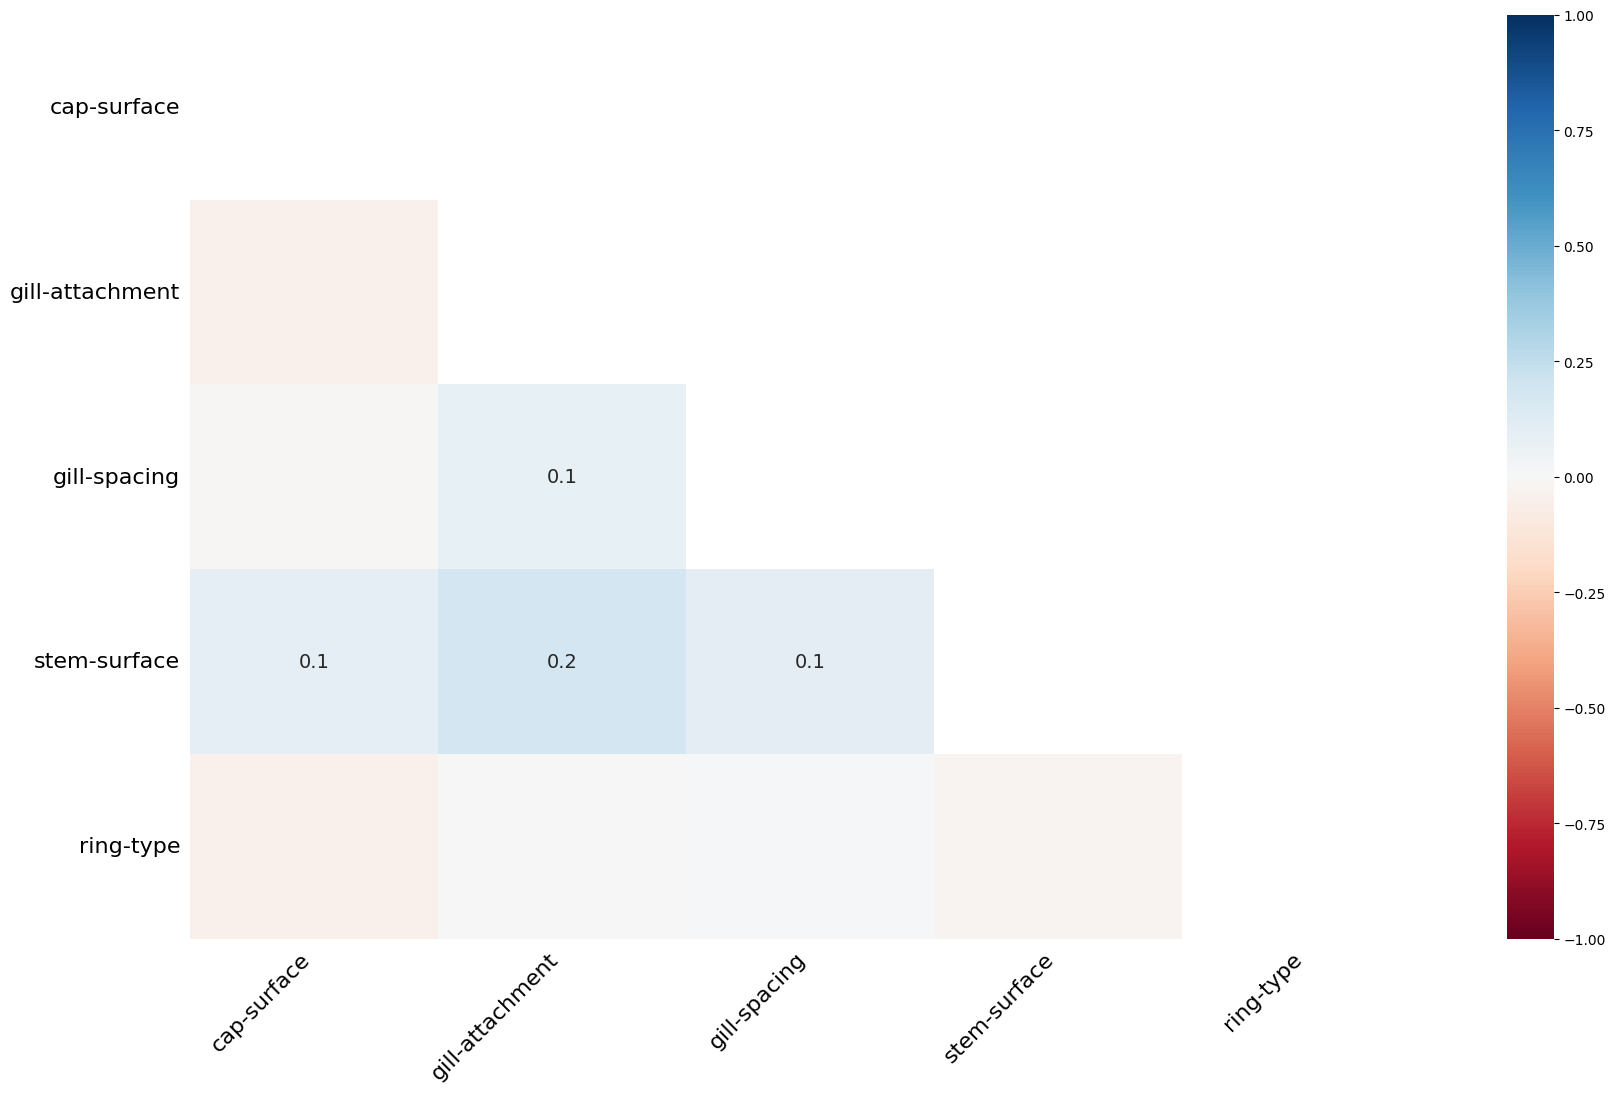 cap-surface
gill-attachment
gill-spacing
0.1
stem-surface
0.1
0.2
0.1
ring-type
cap-surface
gill-attachment
gill-spacing
stem-surface
ring-type
1.00
0.75
0.50
0.25
0.00
−0.25
−0.50
−0.75
−1.00